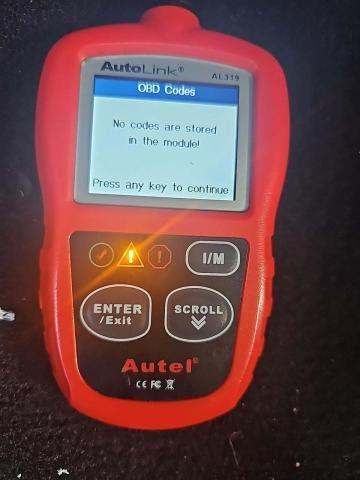 AutoLink®
AL319
OBD Codes
No codes are stored
in the module!
Press any key to continue
I/M
ENTER
/Exit
SCROLL
Autel®
CE FC